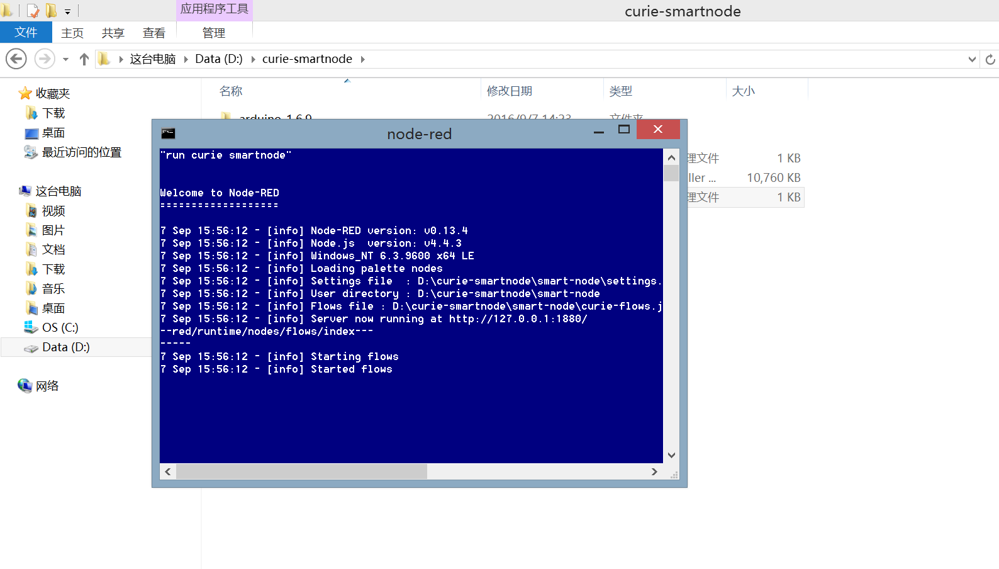 应用程序工具
curie-smartnode
文件 主页 共享 查看 管理
这台电脑 Data (D:) curie-smartnode
名称 修改日期 类型 大小
收藏夹
下载
桌面
最近访问的位置
这台电脑
视频
图片
文档
下载
音乐
桌面
OS (C:)
Data (D:)
网络
arduino-1.6.9 2016/9/7 14:23 文件夹
理文件 1 KB
ller ... 10,760 KB
理文件 1 KB
node-red
"run curie smartnode"
Welcome to Node-RED
===================
7 Sep 15:56:12 - [info] Node-RED version: v0.13.4
7 Sep 15:56:12 - [info] Node.js  version: v4.4.3
7 Sep 15:56:12 - [info] Windows_NT 6.3.9600 x64 LE
7 Sep 15:56:12 - [info] Loading palette nodes
7 Sep 15:56:12 - [info] Settings file  : D:\curie-smartnode\smart-node\settings.
7 Sep 15:56:12 - [info] User directory : D:\curie-smartnode\smart-node
7 Sep 15:56:12 - [info] Flows file : D:\curie-smartnode\smart-node\curie-flows.j
7 Sep 15:56:12 - [info] Server now running at http://127.0.0.1:1880/
--red/runtime/nodes/flows/index---
-----
7 Sep 15:56:12 - [info] Starting flows
7 Sep 15:56:12 - [info] Started flows